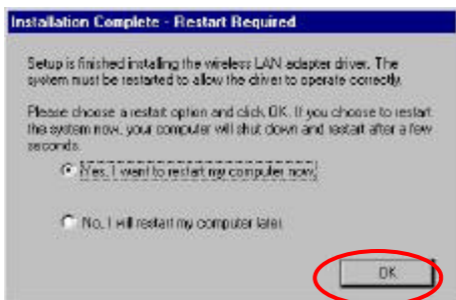 Installation Complete - Restart Required
Setup is finished installing the wireless LAN adapter driver. The
system must be restarted to allow the driver to operate correctly.
Please choose a restart option and click OK. If you choose to restart
the system now, your computer will shut down and restart after a few
seconds.
Yes, I want to restart my computer now.
No, I will restart my computer later.
OK